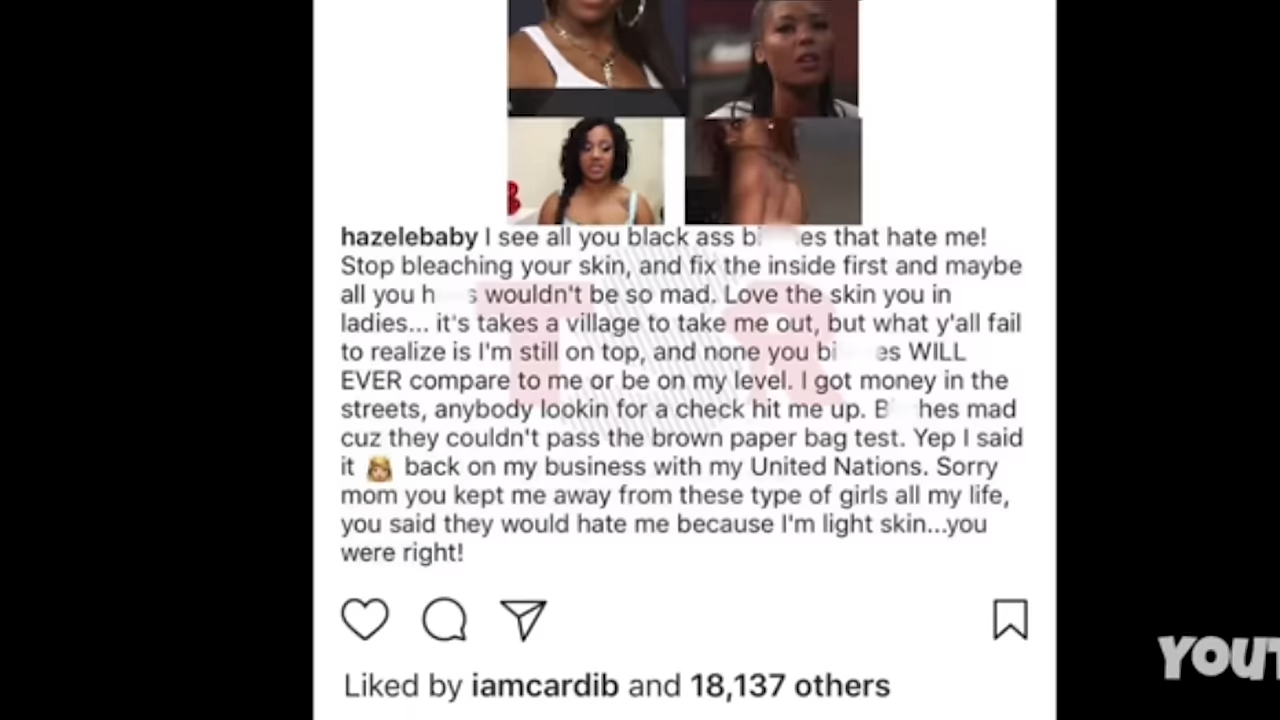 hazelebaby I see all you black ass bi es that hate me!
Stop bleaching your skin, and fix the inside first and maybe
all you h s wouldn't be so mad. Love the skin you in
ladies... it's takes a village to take me out, but what y'all fail
to realize is I'm still on top, and none you bi es WILL
EVER compare to me or be on my level. I got money in the
streets, anybody lookin for a check hit me up. B hes mad
cuz they couldn't pass the brown paper bag test. Yep I said
it 👸🏼 back on my business with my United Nations. Sorry
mom you kept me away from these type of girls all my life,
you said they would hate me because I'm light skin...you
were right!
Liked by iamcardib and 18,137 others
YOUT